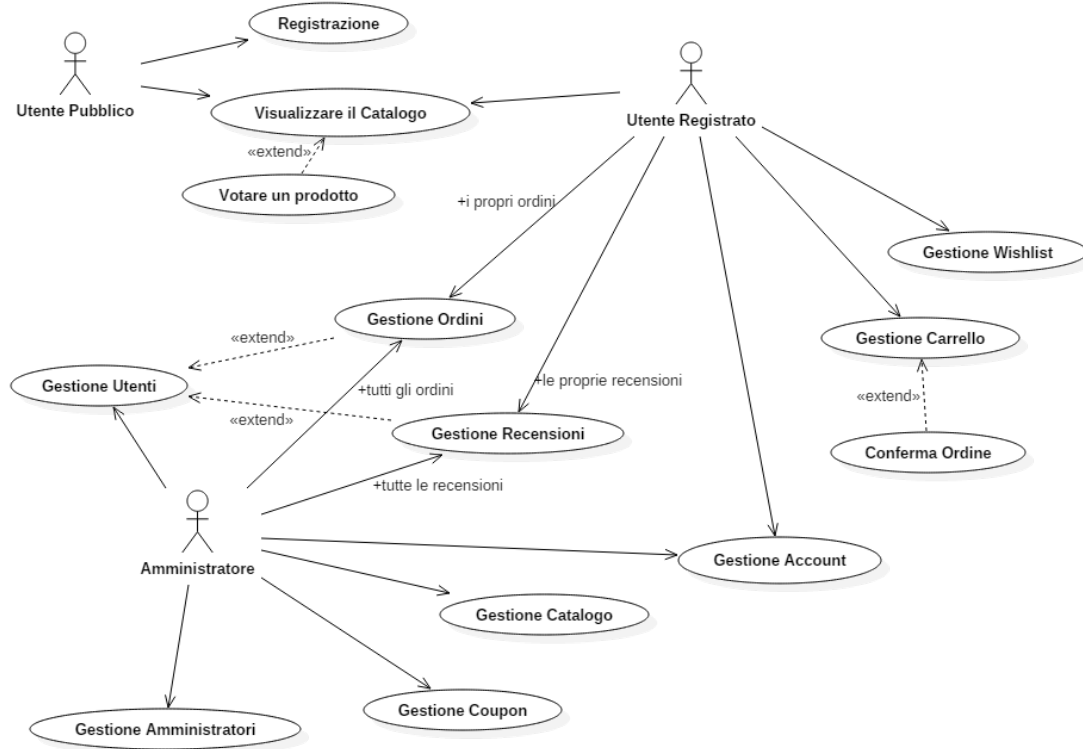 Registrazione
Utente Pubblico
Visualizzare il Catalogo
Utente Registrato
«extend»
Votare un prodotto
+i propri ordini
Gestione Wishlist
Gestione Ordini
«extend»
Gestione Carrello
Gestione Utenti
+tutti gli ordini
+le proprie recensioni
«extend»
«extend»
Gestione Recensioni
Conferma Ordine
+tutte le recensioni
Amministratore
Gestione Account
Gestione Catalogo
Gestione Coupon
Gestione Amministratori